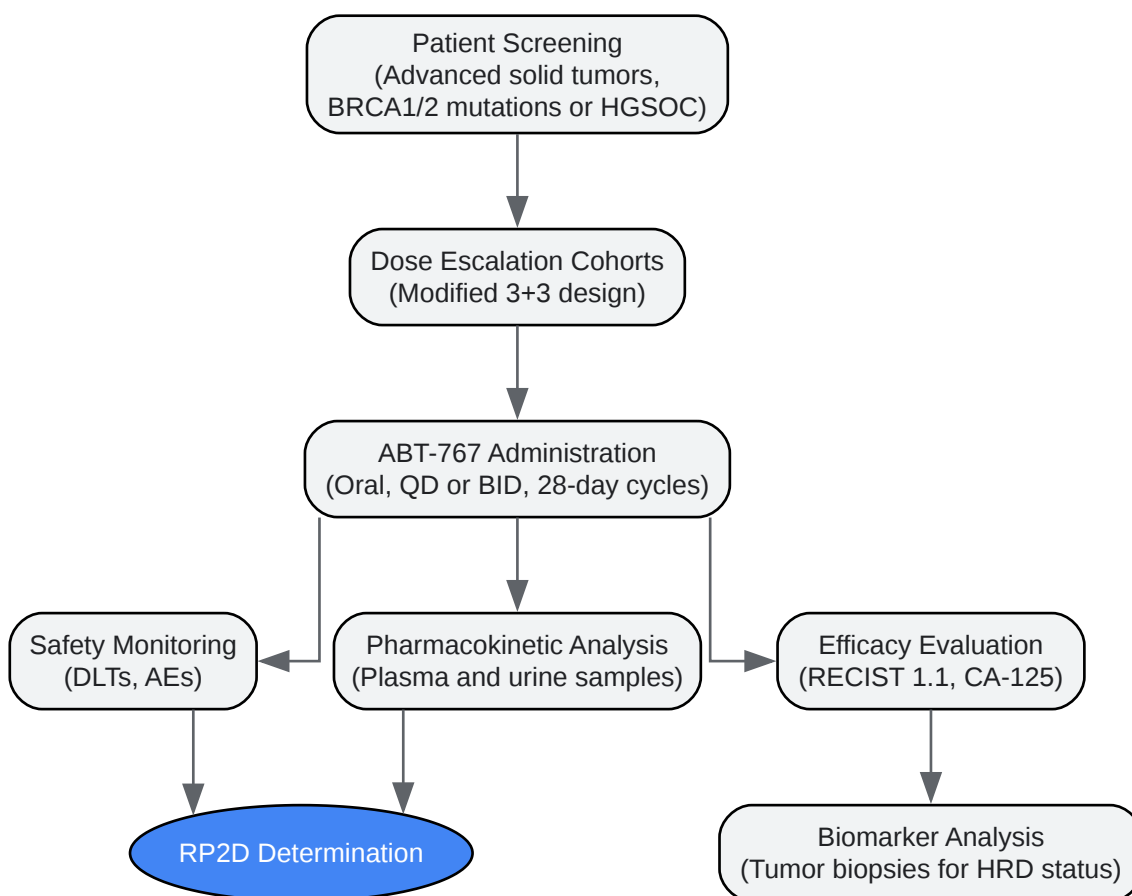 Patient Screening
(Advanced solid tumors,
BRCA1/2 mutations or HGSOC)
Dose Escalation Cohorts
(Modified 3+3 design)
ABT-767 Administration
(Oral, QD or BID, 28-day cycles)
Safety Monitoring
(DLTs, AEs)
Pharmacokinetic Analysis
(Plasma and urine samples)
Efficacy Evaluation
(RECIST 1.1, CA-125)
RP2D Determination
Biomarker Analysis
(Tumor biopsies for HRD status)